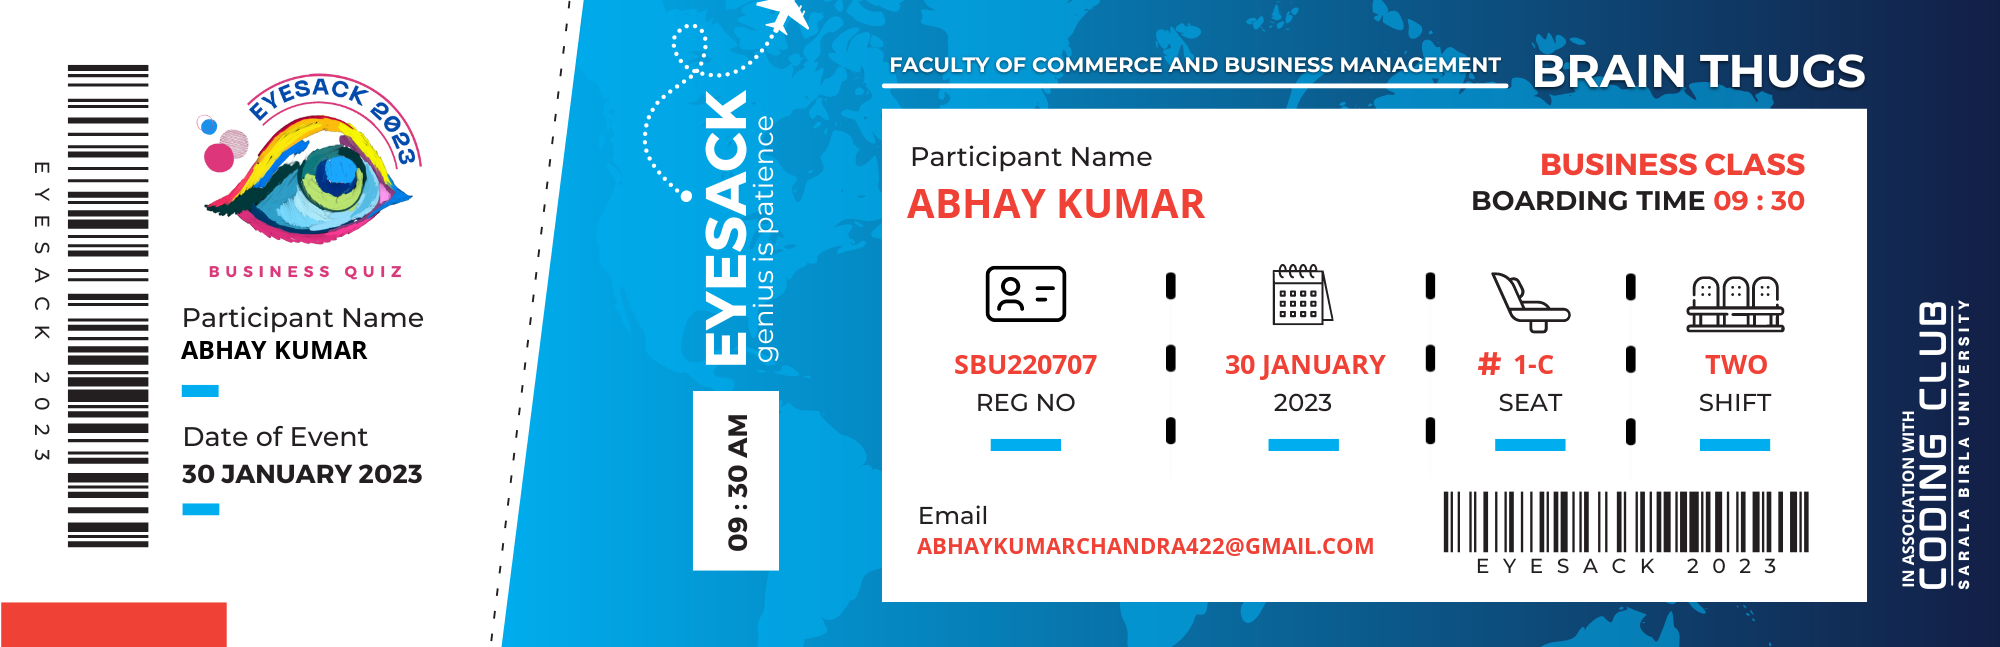 EYESACK 2023
EYESACK 2023
BUSINESS QUIZ
Participant Name
ABHAY KUMAR
Date of Event
30 JANUARY 2023
EYESACK
genius is patience
09 : 30 AM
FACULTY OF COMMERCE AND BUSINESS MANAGEMENT
BRAIN THUGS
Participant Name
ABHAY KUMAR
BUSINESS CLASS
BOARDING TIME 09 : 30
SBU220707
REG NO
30 JANUARY
2023
# 1-C
SEAT
TWO
SHIFT
Email
ABHAYKUMARCHANDRA422@GMAIL.COM
EYESACK 2023
IN ASSOCIATION WITH
CODING CLUB
SARALA BIRLA UNIVERSITY